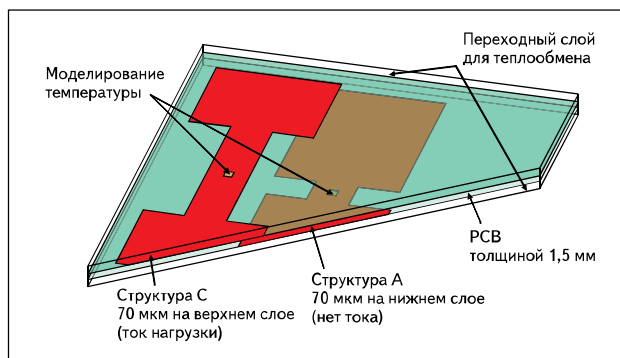 Переходный слой
для теплообмена
Моделирование
температуры
PCB
толщиной 1,5 мм
Структура А
70 мкм на нижнем слое
(нет тока)
Структура С
70 мкм на верхнем слое
(ток нагрузки)